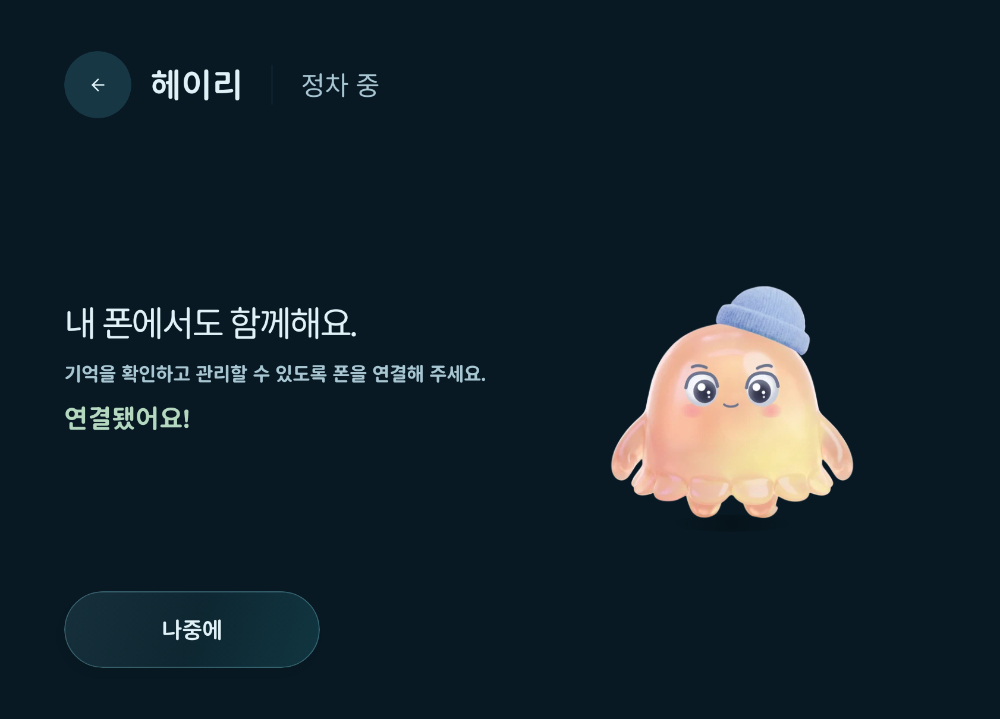 헤이리
정차 중
내 폰에서도 함께해요.
기억을 확인하고 관리할 수 있도록 폰을 연결해 주세요.
연결됐어요!
나중에